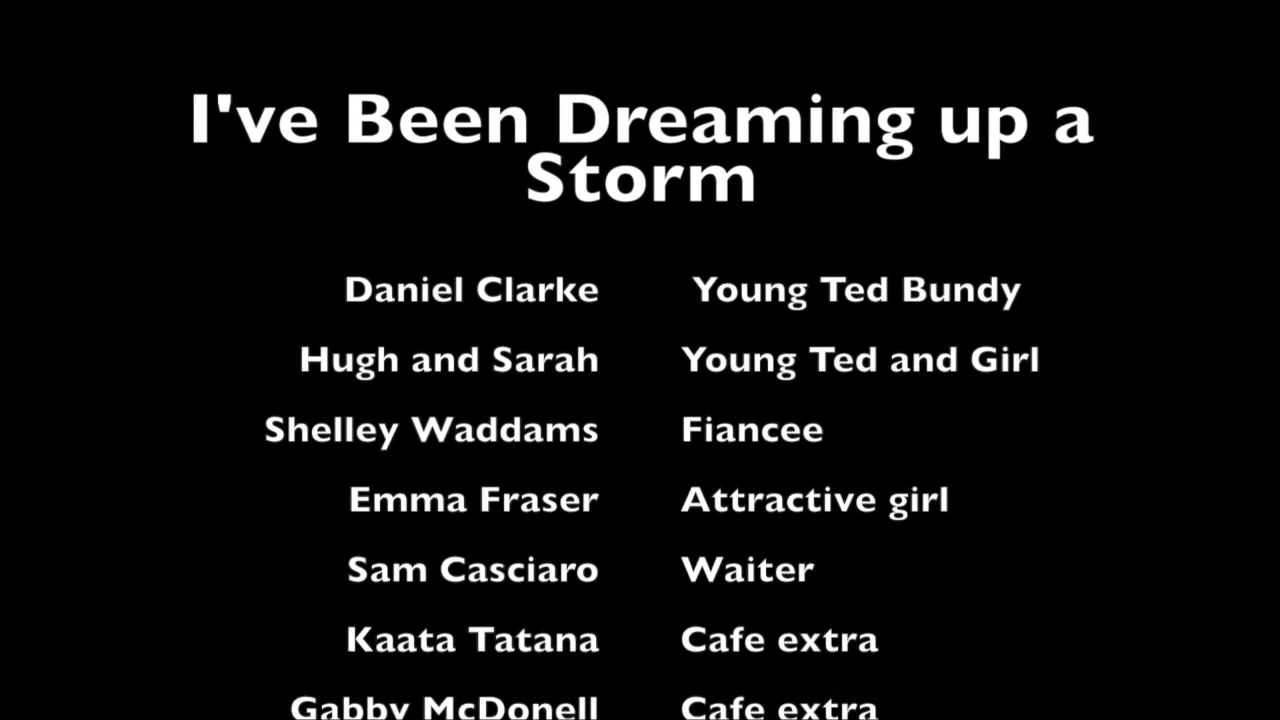 I've Been Dreaming up a
Storm
Daniel Clarke Young Ted Bundy
Hugh and Sarah Young Ted and Girl
Shelley Waddams Fiancee
Emma Fraser Attractive girl
Sam Casciaro Waiter
Kaata Tatana Cafe extra
Gabby McDonell Cafe extra